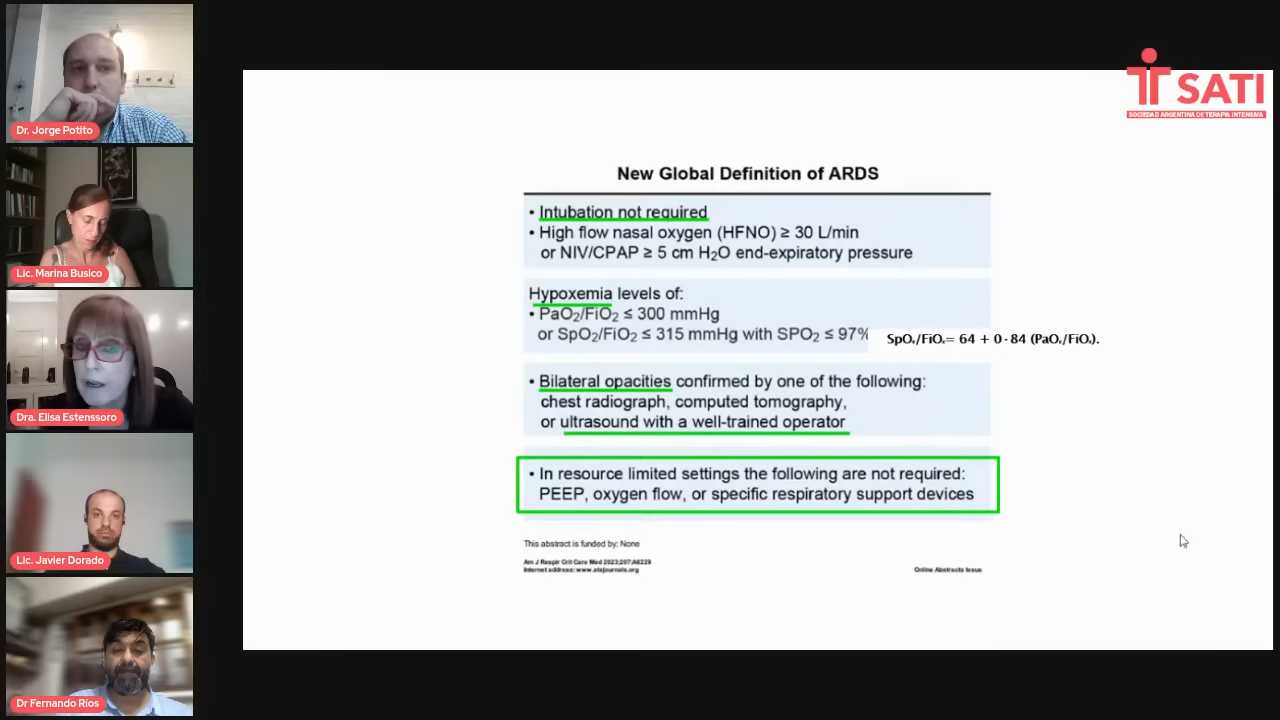 Dr. Jorge Potito
Lic. Marina Busico
Dra. Elisa Estenssoro
Lic. Javier Dorado
Dr Fernando Ríos
SATI
SOCIEDAD ARGENTINA DE TERAPIA INTENSIVA
New Global Definition of ARDS
• Intubation not required
• High flow nasal oxygen (HFNO) ≥ 30 L/min
or NIV/CPAP ≥ 5 cm H₂O end-expiratory pressure
Hypoxemia levels of:
• PaO₂/FiO₂ ≤ 300 mmHg
or SpO₂/FiO₂ ≤ 315 mmHg with SPO₂ ≤ 97%
SpO₂/FiO₂= 64 + 0·84 (PaO₂/FiO₂).
• Bilateral opacities confirmed by one of the following:
chest radiograph, computed tomography,
or ultrasound with a well-trained operator
• In resource limited settings the following are not required:
PEEP, oxygen flow, or specific respiratory support devices
This abstract is funded by: None
Am J Respir Crit Care Med 2023;207:A6229
Internet address: www.atsjournals.org
Online Abstracts Issue